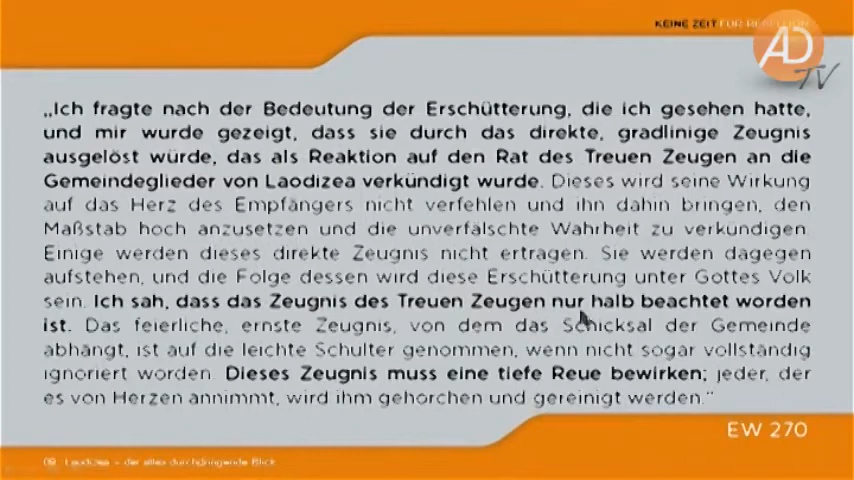 KEINE ZEIT FÜR REBELLION
AD
TV
„Ich fragte nach der Bedeutung der Erschütterung, die ich gesehen hatte,
und mir wurde gezeigt, dass sie durch das direkte, gradlinige Zeugnis
ausgelöst würde, das als Reaktion auf den Rat des Treuen Zeugen an die
Gemeindeglieder von Laodizea verkündigt wurde. Dieses wird seine Wirkung
auf das Herz des Empfängers nicht verfehlen und ihn dahin bringen, den
Maßstab hoch anzusetzen und die unverfälschte Wahrheit zu verkündigen.
Einige werden dieses direkte Zeugnis nicht ertragen. Sie werden dagegen
aufstehen, und die Folge dessen wird diese Erschütterung unter Gottes Volk
sein. Ich sah, dass das Zeugnis des Treuen Zeugen nur halb beachtet worden
ist. Das feierliche, ernste Zeugnis, von dem das Schicksal der Gemeinde
abhängt, ist auf die leichte Schulter genommen, wenn nicht sogar vollständig
ignoriert worden. Dieses Zeugnis muss eine tiefe Reue bewirken; jeder, der
es von Herzen annimmt, wird ihm gehorchen und gereinigt werden.“
EW 270
09 Laodizea – der alles durchdringende Blick